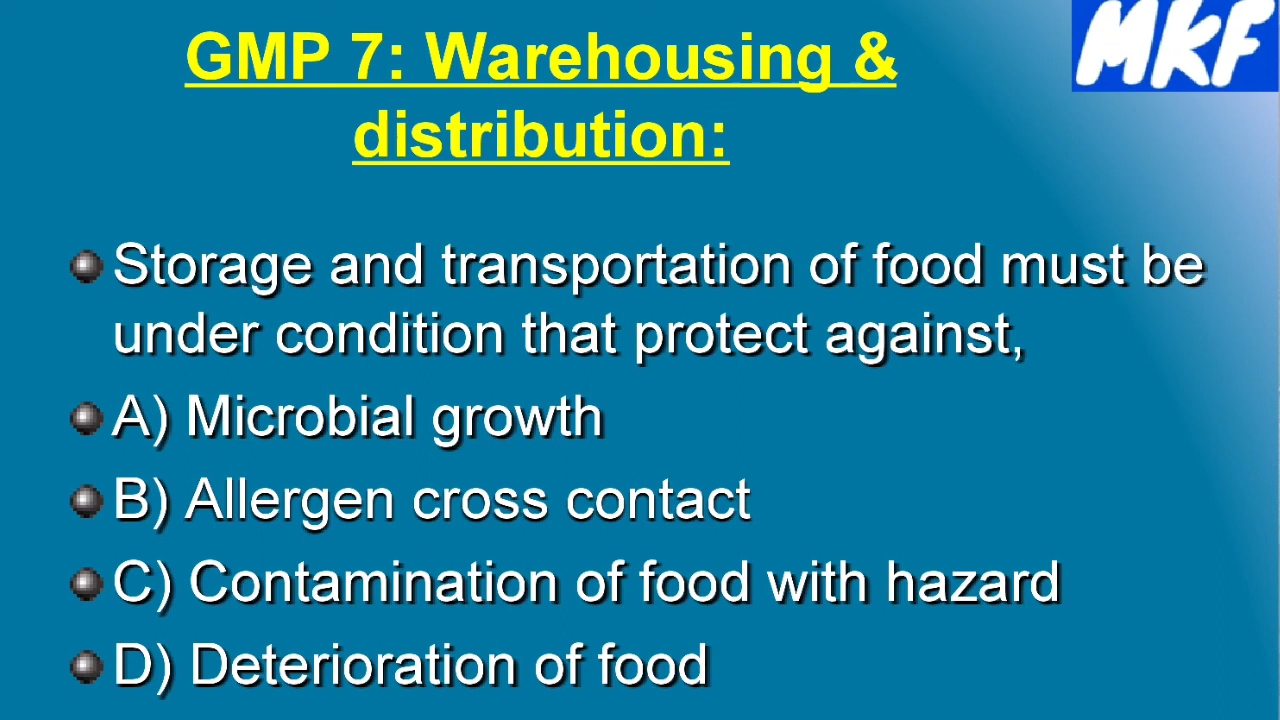 GMP 7: Warehousing &
distribution:
MKF
Storage and transportation of food must be
under condition that protect against,
A) Microbial growth
B) Allergen cross contact
C) Contamination of food with hazard
D) Deterioration of food